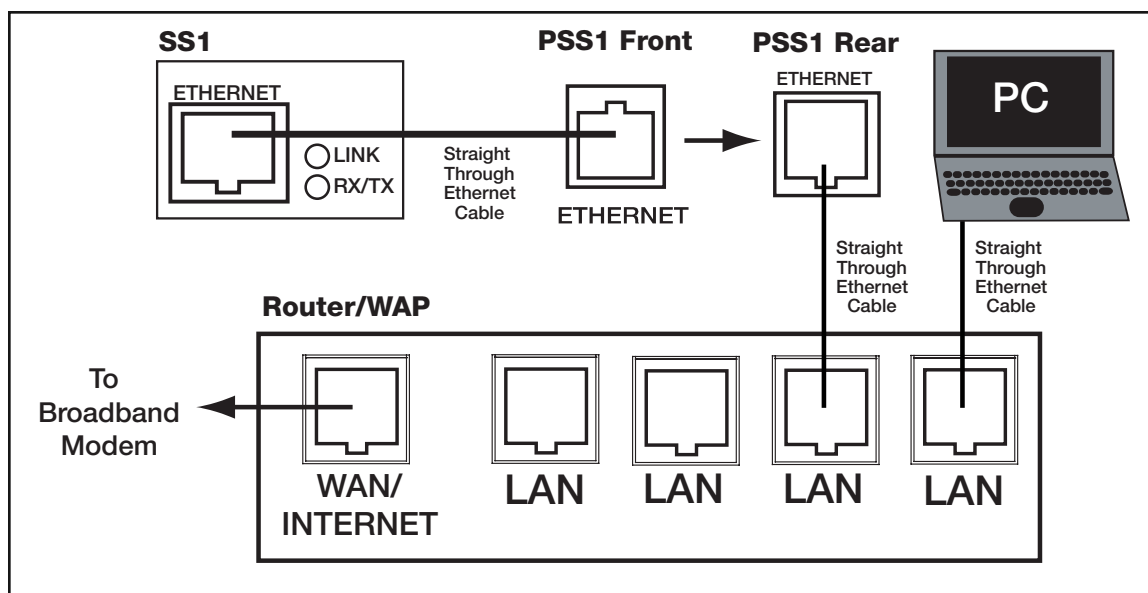 SS1
PSS1 Front
PSS1 Rear
ETHERNET
ETHERNET
PC
LINK
RX/TX
Straight
Through
Ethernet
Cable
ETHERNET
Straight
Through
Ethernet
Cable
Straight
Through
Ethernet
Cable
Router/WAP
To
Broadband
Modem
WAN/
INTERNET
LAN
LAN
LAN
LAN